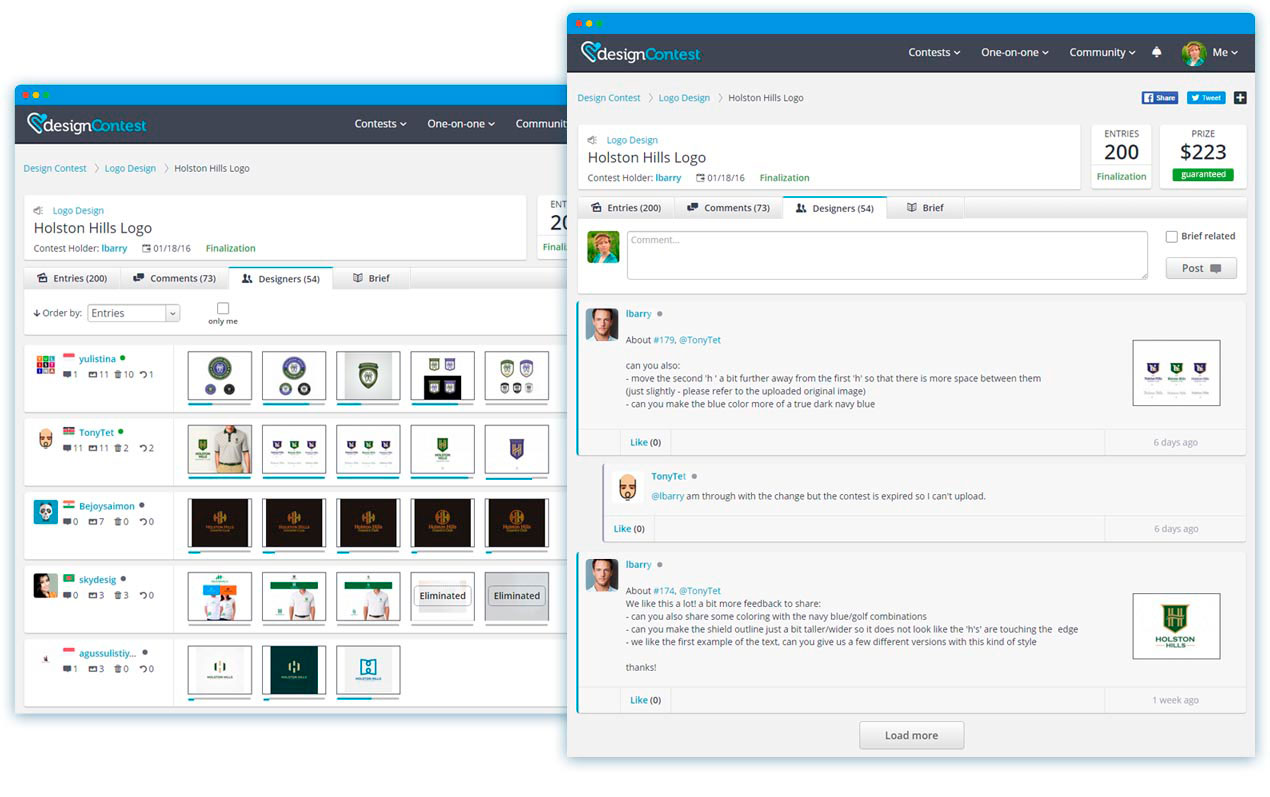 designContest
Contests
One-on-one
Communit
Design Contest
Logo Design
Holston Hills Logo
Logo Design
Holston Hills Logo
Contest Holder: lbarry
01/18/16
Finalization
Entries (200)
Comments (73)
Designers (54)
Brief
Order by:
Entries
only me
yulistina
1 11 10 1
TonyTet
11 11 2 2
HOLSTON
HILLS
Bejoysaimon
0 7 0 0
skydesig
0 3 3 0
Eliminated
Eliminated
agussulistiy...
1 3 0 0
designContest
Contests
One-on-one
Community
Me
Design Contest
Logo Design
Holston Hills Logo
Share
Tweet
Logo Design
Holston Hills Logo
Contest Holder: lbarry
01/18/16
Finalization
ENTRIES
200
Finalization
PRIZE
$223
guaranteed
Entries (200)
Comments (73)
Designers (54)
Brief
Comment...
Brief related
Post
lbarry
About #179, @TonyTet
can you also:
- move the second 'h ' a bit further away from the first 'h' so that there is more space between them
(just slightly - please refer to the uploaded original image)
- can you make the blue color more of a true dark navy blue
Like (0)
6 days ago
TonyTet
@lbarry am through with the change but the contest is expired so I can't upload.
Like (0)
6 days ago
lbarry
About #174, @TonyTet
We like this a lot! a bit more feedback to share:
- can you also share some coloring with the navy blue/golf combinations
- can you make the shield outline just a bit taller/wider so it does not look like the 'h's' are touching the edge
- we like the first example of the text, can you give us a few different versions with this kind of style
thanks!
HOLSTON
HILLS
Like (0)
1 week ago
Load more